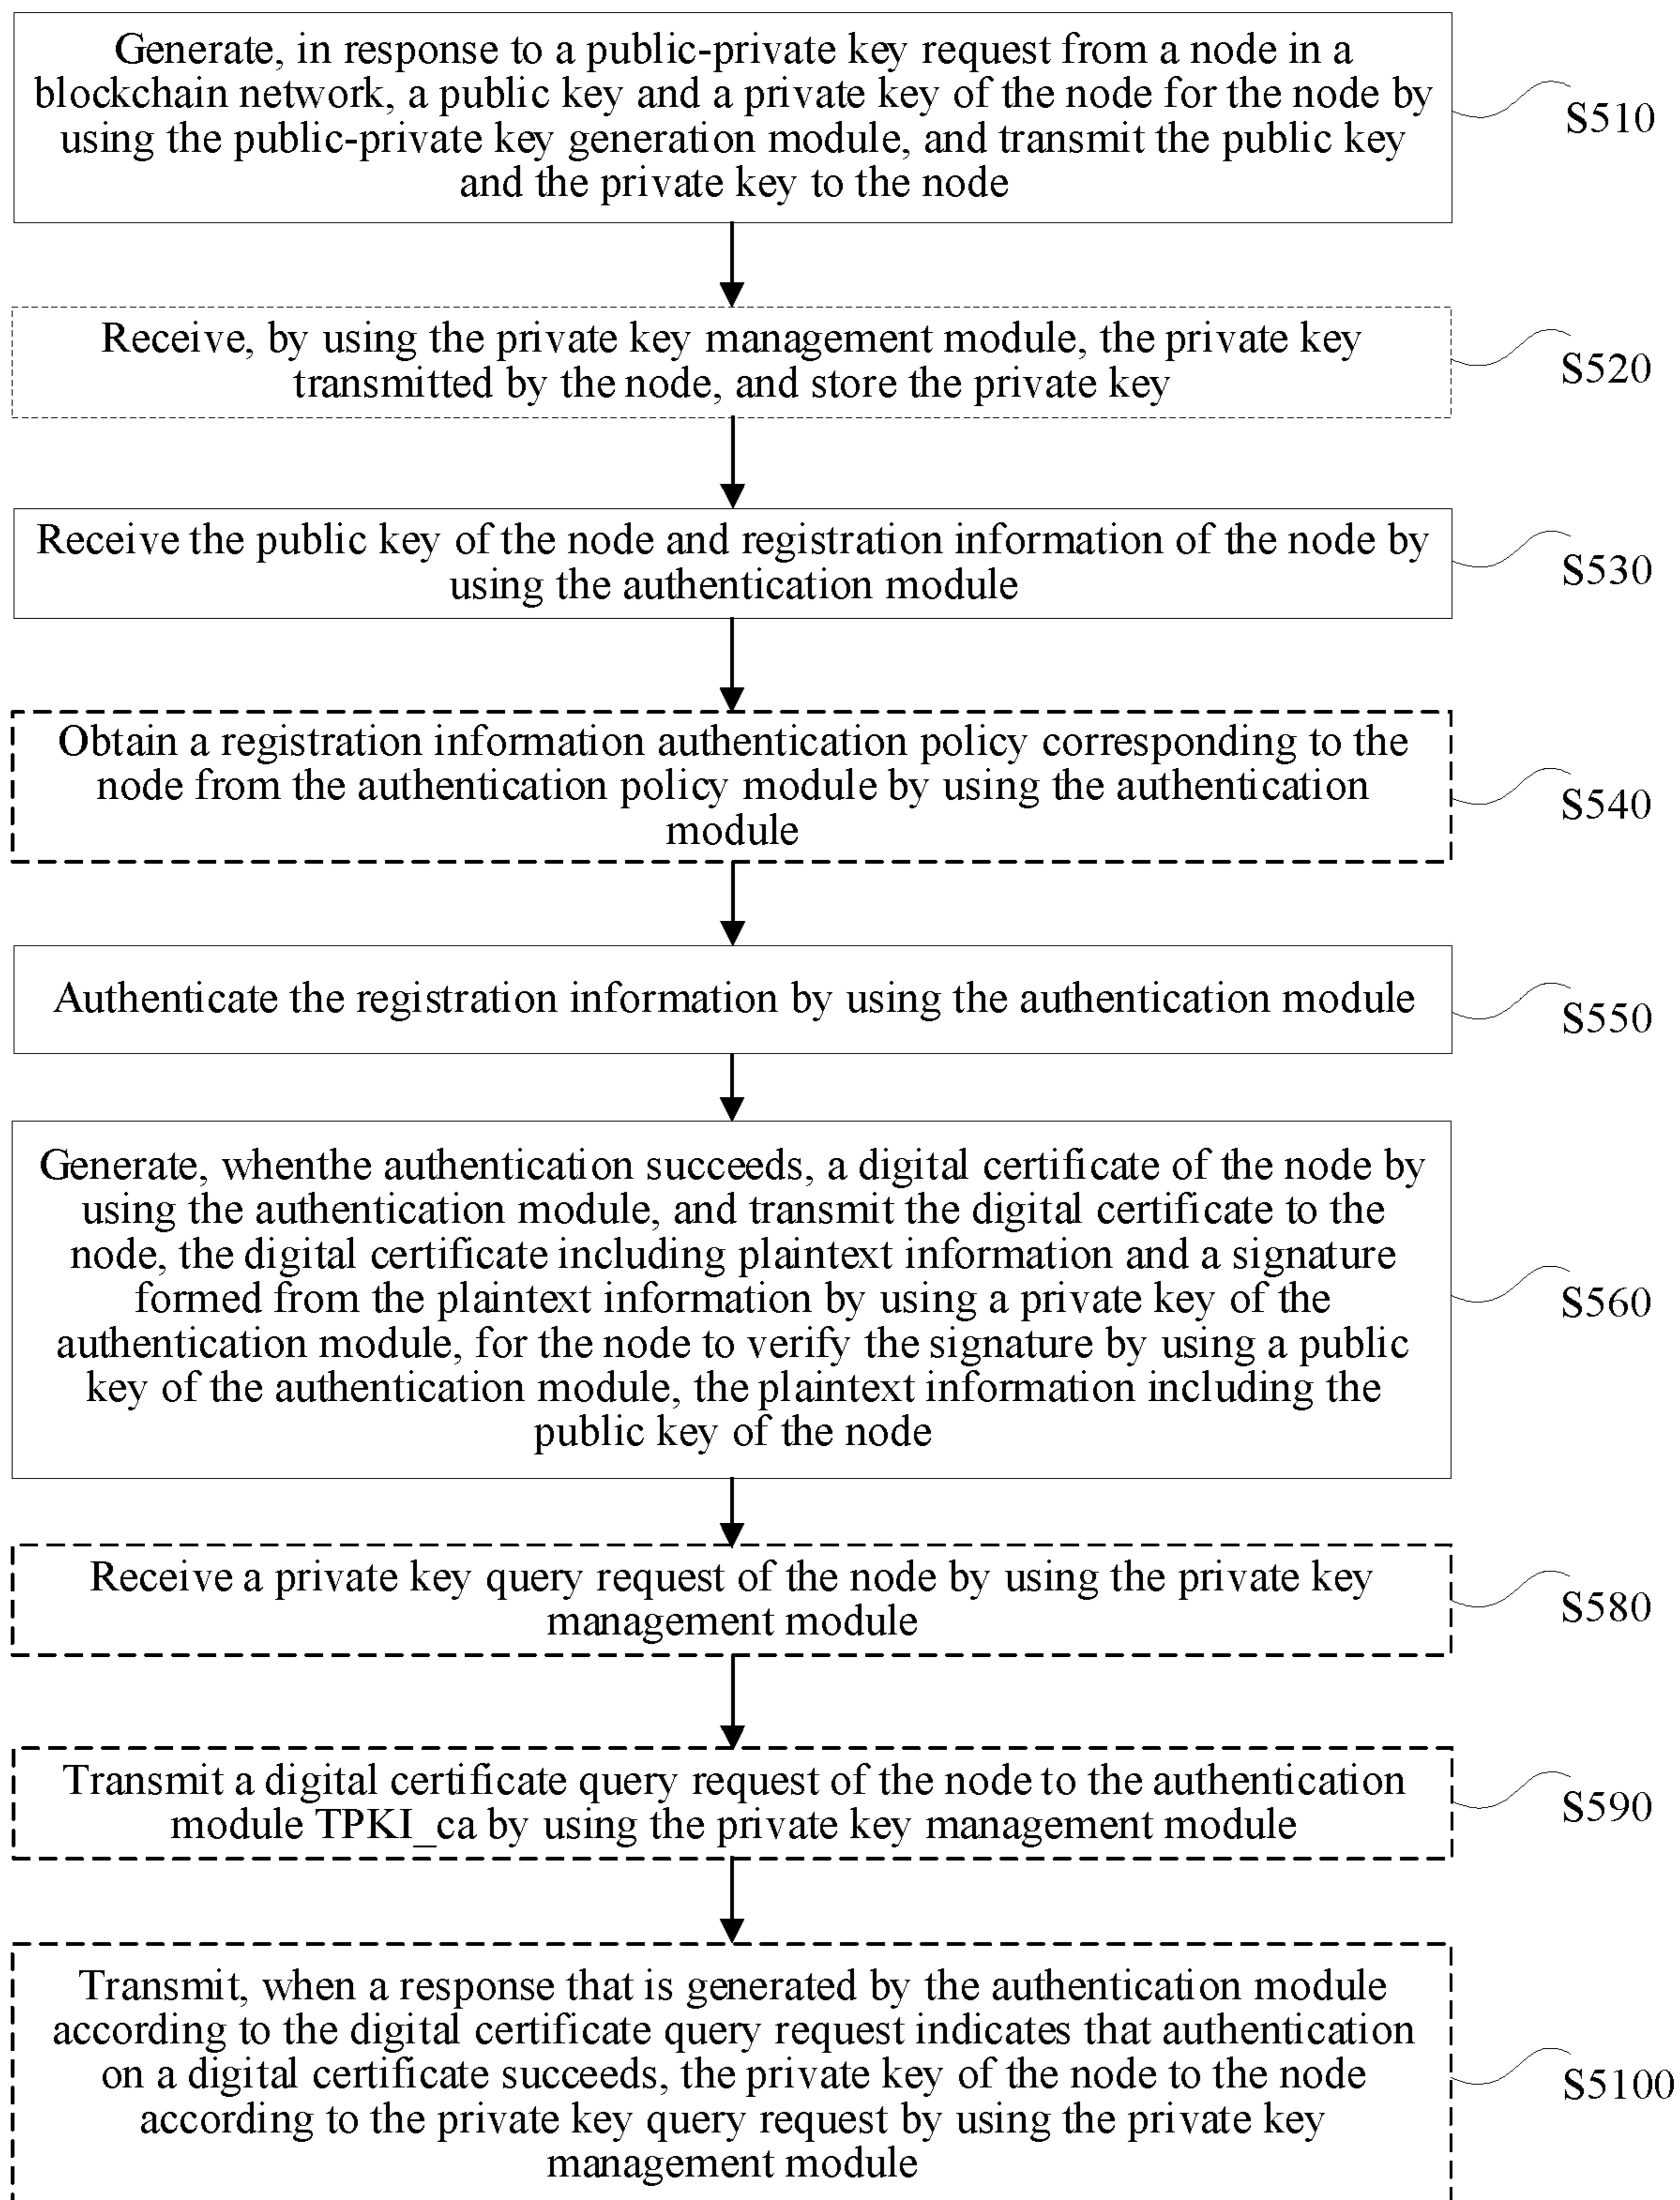 Generate, in response to a public-private key request from a node in a
blockchain network, a public key and a private key of the node for the node by
using the public-private key generation module, and transmit the public key
and the private key to the node
S510
Receive, by using the private key management module, the private key
transmitted by the node, and store the private key
S520
Receive the public key of the node and registration information of the node by
using the authentication module
S530
Obtain a registration information authentication policy corresponding to the
node from the authentication policy module by using the authentication
module
S540
Authenticate the registration information by using the authentication module
S550
Generate, whenthe authentication succeeds, a digital certificate of the node by
using the authentication module, and transmit the digital certificate to the
node, the digital certificate including plaintext information and a signature
formed from the plaintext information by using a private key of the
authentication module, for the node to verify the signature by using a public
key of the authentication module, the plaintext information including the
public key of the node
S560
Receive a private key query request of the node by using the private key
management module
S580
Transmit a digital certificate query request of the node to the authentication
module TPKI_ca by using the private key management module
S590
Transmit, when a response that is generated by the authentication module
according to the digital certificate query request indicates that authentication
on a digital certificate succeeds, the private key of the node to the node
according to the private key query request by using the private key
management module
S5100